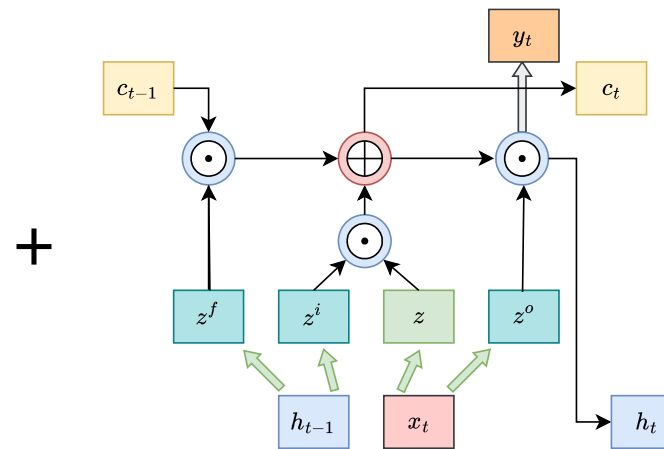 y_t
c_{t-1}
c_t
+
z^f
z^i
z
z^o
h_{t-1}
x_t
h_t